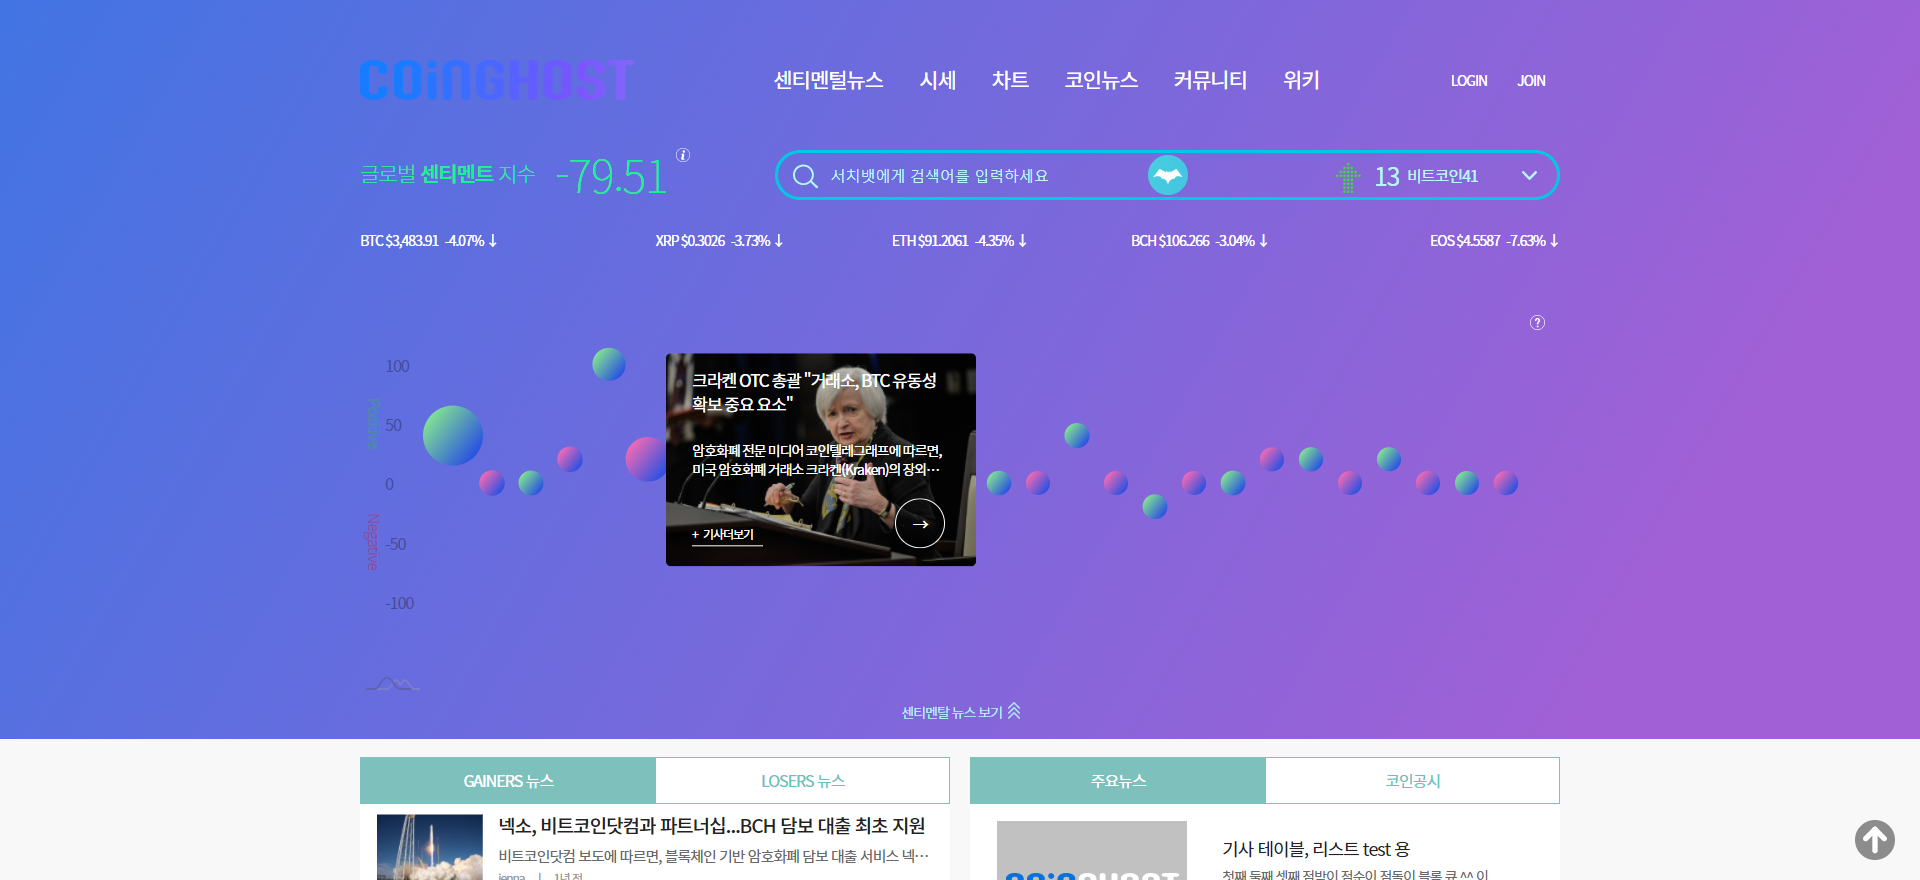 COiNGHOST
센티멘털뉴스 시세 차트 코인뉴스 커뮤니티 위키
LOGIN JOIN
글로벌 센티멘트 지수 -79.51
서치뱃에게 검색어를 입력하세요
13 비트코인41
BTC $3,483.91 -4.07% ↓
XRP $0.3026 -3.73% ↓
ETH $91.2061 -4.35% ↓
BCH $106.266 -3.04% ↓
EOS $4.5587 -7.63% ↓
100
50
0
-50
-100
Positive
Negative
크라켄 OTC 총괄 "거래소, BTC 유동성
확보 중요 요소"
암호화폐 전문 미디어 코인텔레그래프에 따르면,
미국 암호화폐 거래소 크라켄(Kraken)의 장외…
+ 기사더보기
센티멘탈 뉴스 보기
GAINERS 뉴스 LOSERS 뉴스
넥소, 비트코인닷컴과 파트너십...BCH 담보 대출 최초 지원
비트코인닷컴 보도에 따르면, 블록체인 기반 암호화폐 담보 대출 서비스 넥…
jenna | 1년 전
주요뉴스 코인공시
COiNGHOST
기사 테이블, 리스트 test 용
첫째 둘째 셋째 점박이 점순이 점돌이 블록 큐 ^^ 이